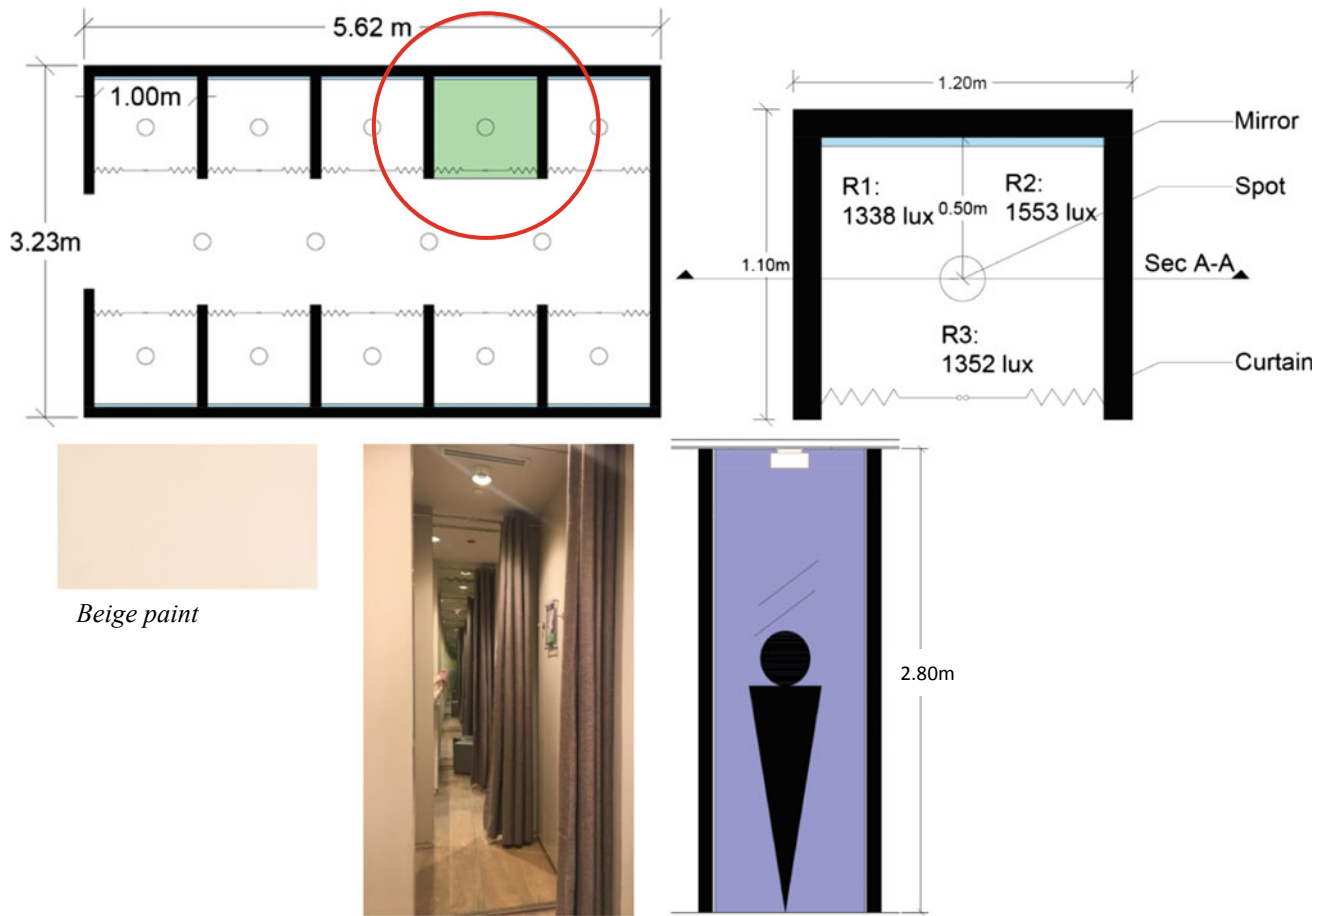 5.62 m
1.00m
3.23m
1.20m
Mirror
Spot
R1:
1338 lux
0.50m
R2:
1553 lux
1.10m
Sec A-A
R3:
1352 lux
Curtain
Beige paint
2.80m